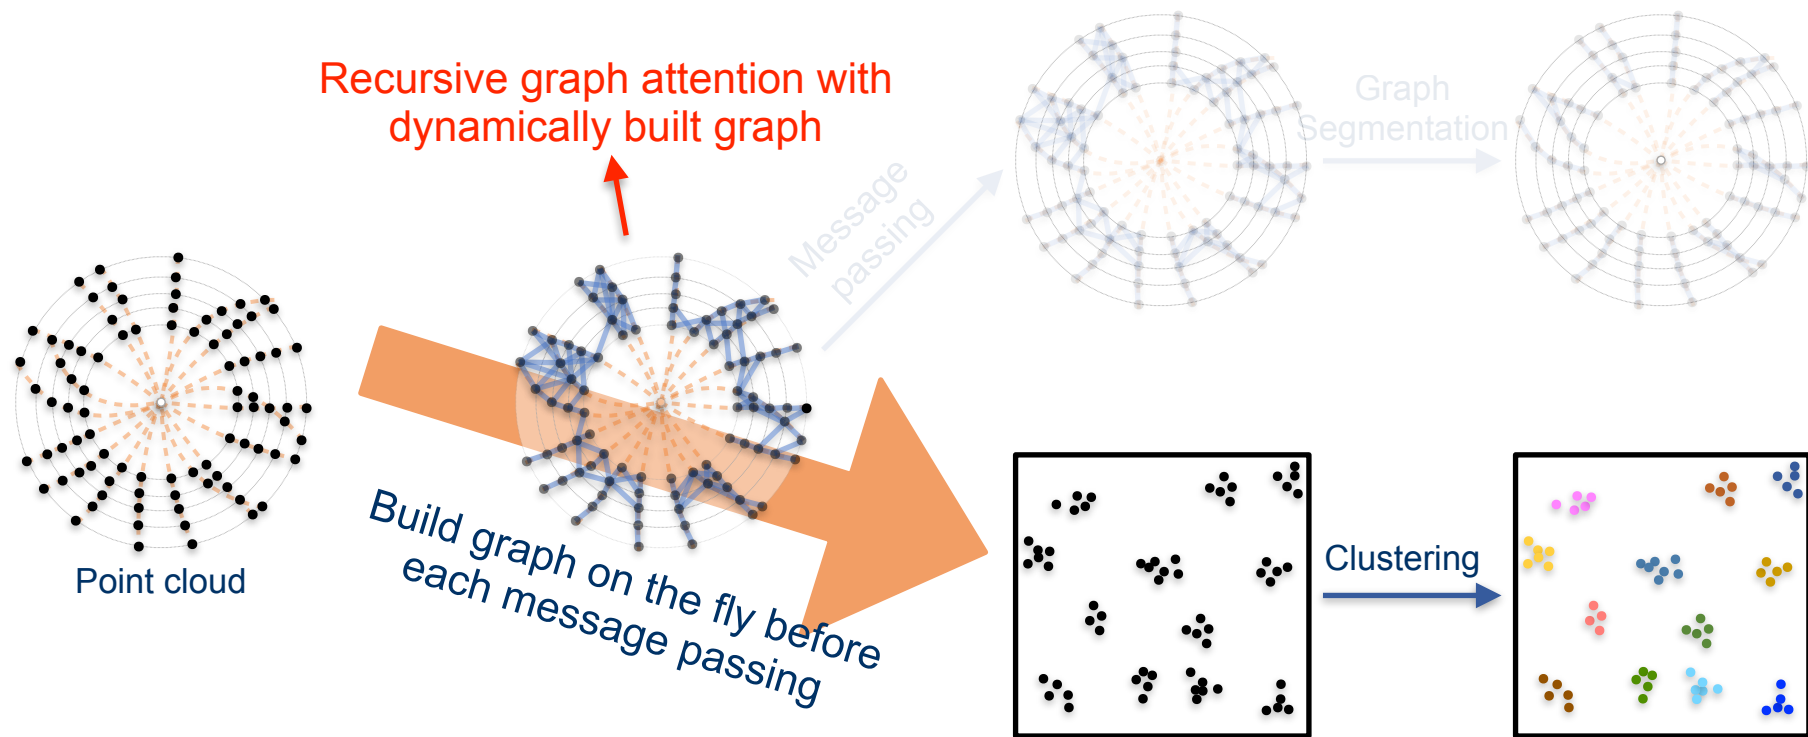 Recursive graph attention with
dynamically built graph
Message
passing
Graph
Segmentation
Point cloud
Build graph on the fly before
each message passing
Clustering